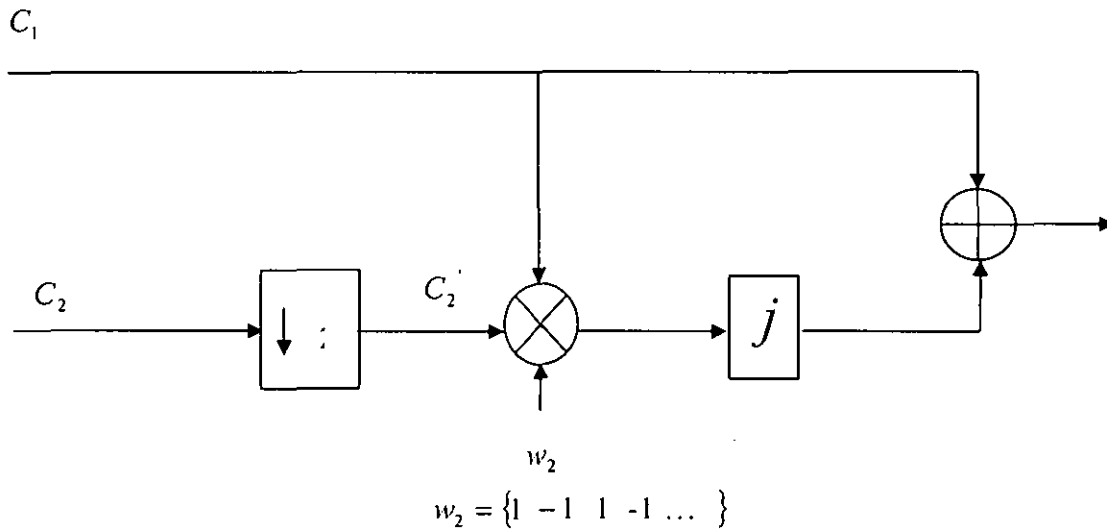 C₁
C₂
↓
C₂'
j
w₂
w₂ = {1 −1 1 -1 … }